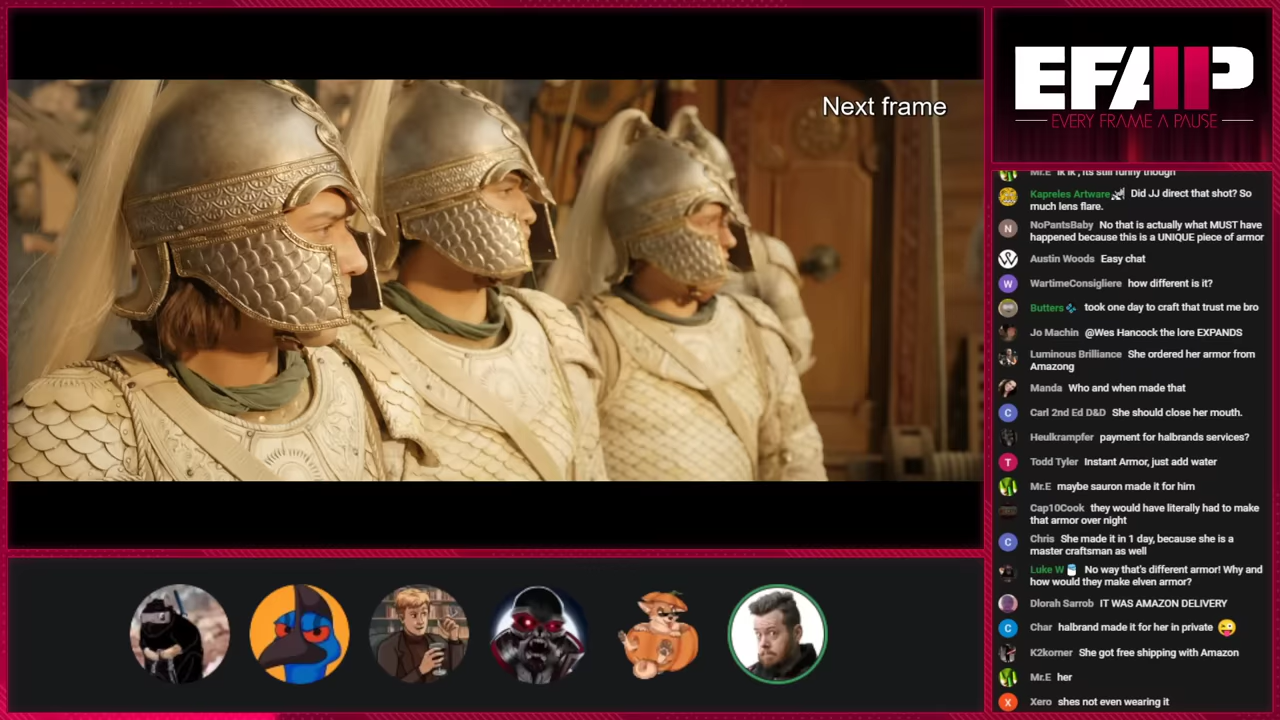 Next frame
EFAP
EVERY FRAME A PAUSE
Mr.E ik ik , its still funny though
Kapreles Artware Did JJ direct that shot? So
much lens flare.
N
NoPantsBaby No that is actually what MUST have
happened because this is a UNIQUE piece of armor
Austin Woods Easy chat
W
WartimeConsigliere how different is it?
Butters took one day to craft that trust me bro
Jo Machin @Wes Hancock the lore EXPANDS
Luminous Brilliance She ordered her armor from
Amazong
Manda Who and when made that
C
Carl 2nd Ed D&D She should close her mouth.
Heulkrampfer payment for halbrands services?
T
Todd Tyler Instant Armor, just add water
Mr.E maybe sauron made it for him
Cap10Cook they would have literally had to make
that armor over night
C
Chris She made it in 1 day, because she is a
master craftsman as well
Luke W No way that's different armor! Why and
how would they make elven armor?
Dlorah Sarrob IT WAS AMAZON DELIVERY
C
Char halbrand made it for her in private
K2korner She got free shipping with Amazon
Mr.E her
X
Xero shes not even wearing it